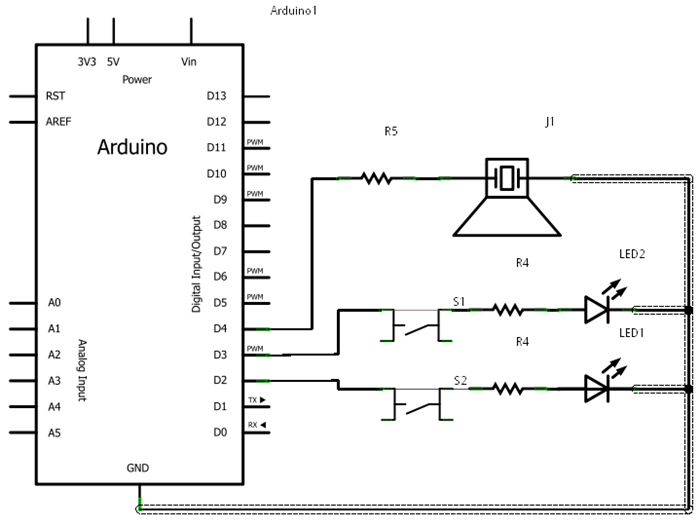 Arduino1
3V3 5V Vin
Power
RST
AREF
Arduino
D13
D12
D11 PWM
D10 PWM
D9 PWM
D8
D7
D6 PWM
D5 PWM
D4
D3 PWM
D2
D1 TX
D0 RX
Digital Input/Output
A0
A1
A2
A3
A4
A5
Analog Input
GND
R5
J1
S1
R4
LED2
S2
R4
LED1